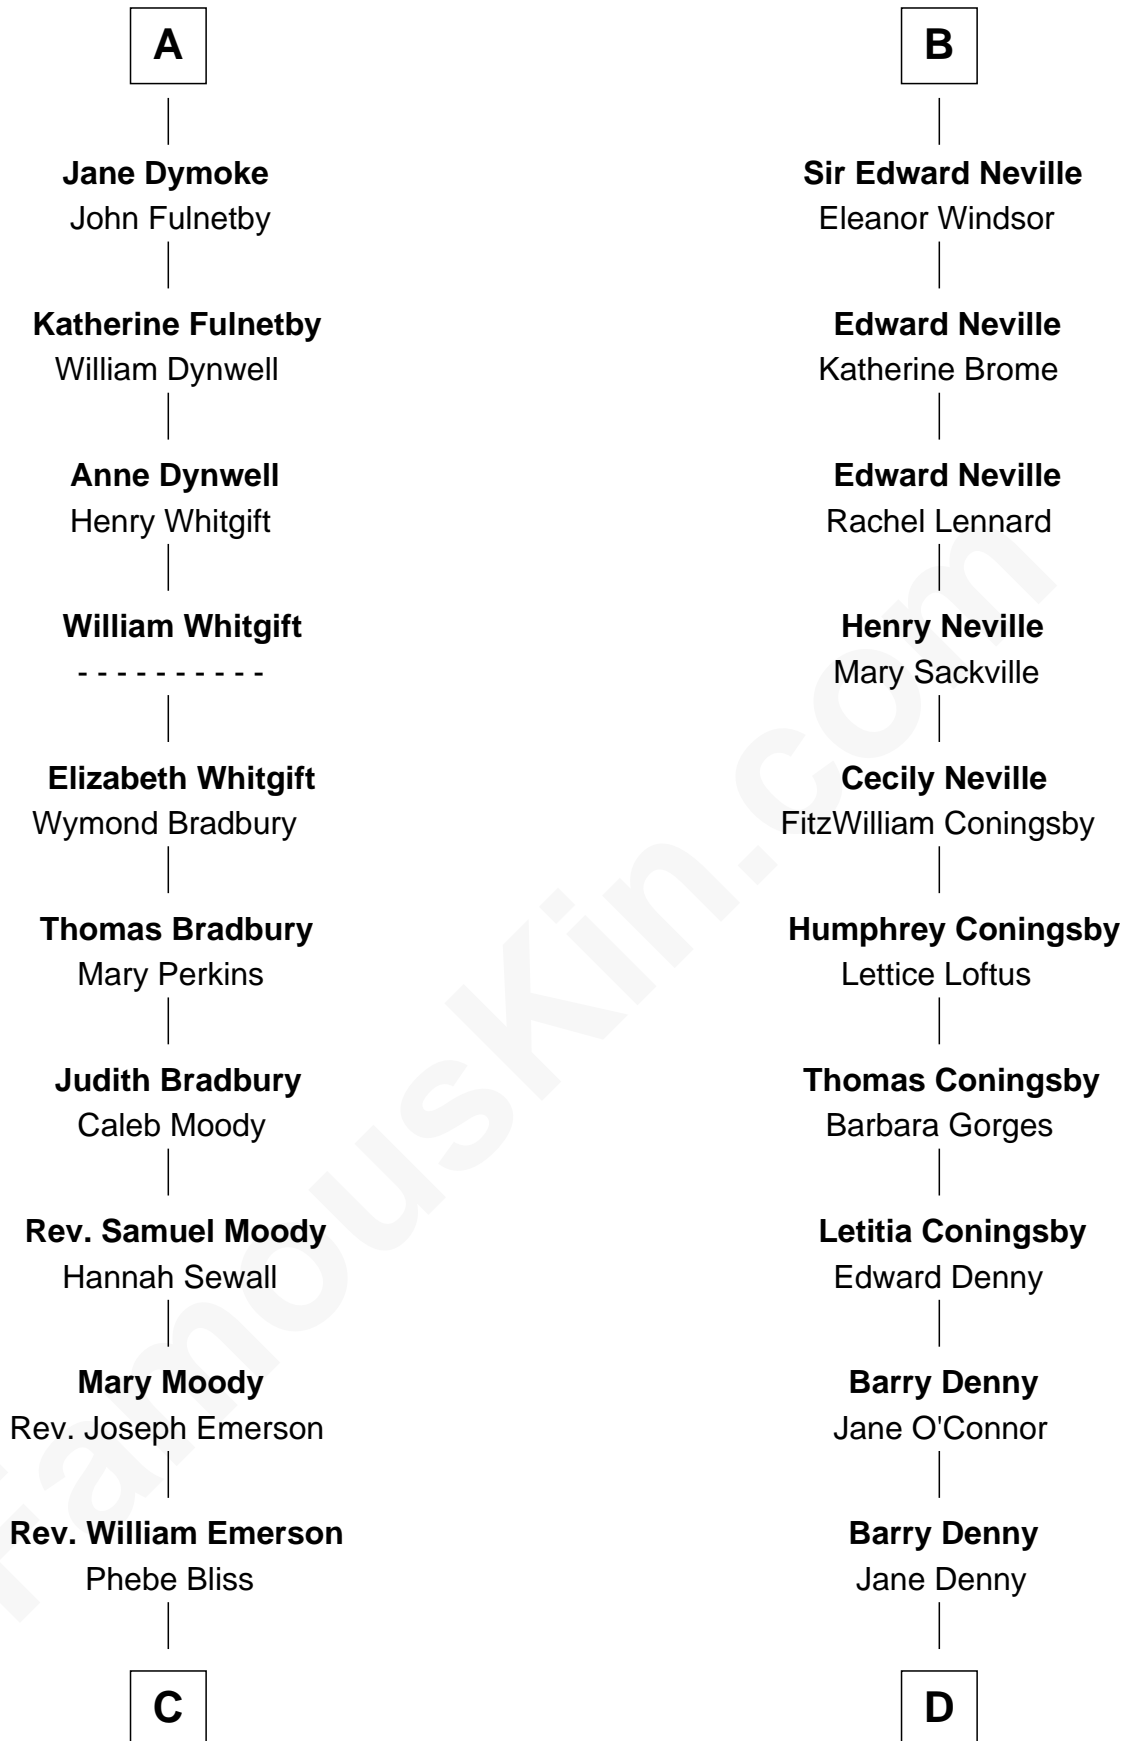 A
Jane Dymoke
John Fulnetby
Katherine Fulnetby
William Dynwell
Anne Dynwell
Henry Whitgift
William Whitgift
- - - - - - - - - -
Elizabeth Whitgift
Wymond Bradbury
Thomas Bradbury
Mary Perkins
Judith Bradbury
Caleb Moody
Rev. Samuel Moody
Hannah Sewall
Mary Moody
Rev. Joseph Emerson
Rev. William Emerson
Phebe Bliss
C
B
Sir Edward Neville
Eleanor Windsor
Edward Neville
Katherine Brome
Edward Neville
Rachel Lennard
Henry Neville
Mary Sackville
Cecily Neville
FitzWilliam Coningsby
Humphrey Coningsby
Lettice Loftus
Thomas Coningsby
Barbara Gorges
Letitia Coningsby
Edward Denny
Barry Denny
Jane O'Connor
Barry Denny
Jane Denny
D
FamousKin.com